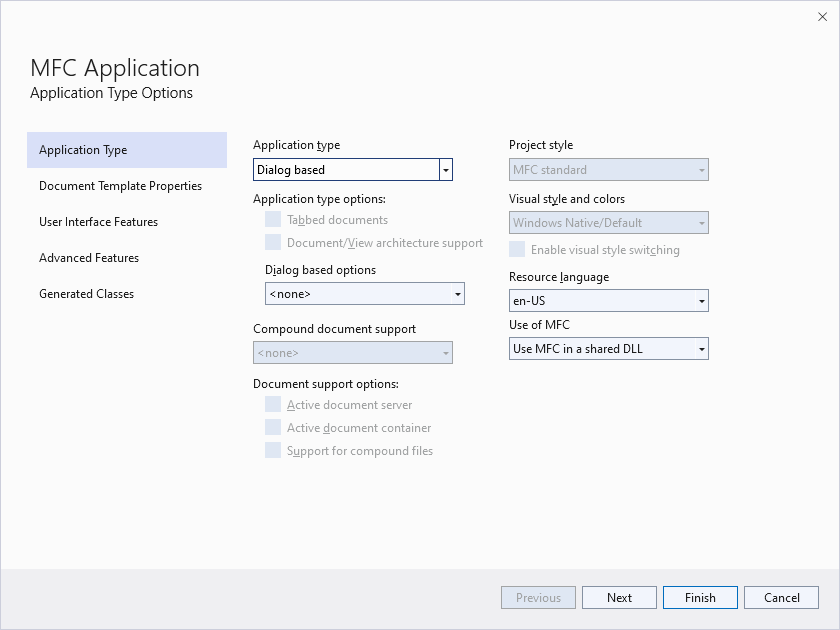 MFC Application
Application Type Options
Application Type
Document Template Properties
User Interface Features
Advanced Features
Generated Classes
Application type
Dialog based
Application type options:
Tabbed documents
Document/View architecture support
Dialog based options
<none>
Compound document support
<none>
Document support options:
Active document server
Active document container
Support for compound files
Project style
MFC standard
Visual style and colors
Windows Native/Default
Enable visual style switching
Resource language
en-US
Use of MFC
Use MFC in a shared DLL
Previous
Next
Finish
Cancel